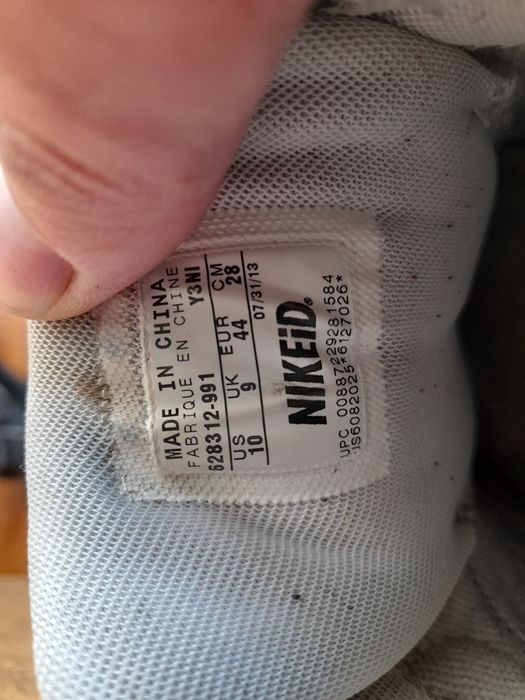 MADE IN CHINA
FABRIQUE EN CHINE
628312-991 Y3NI
US UK EUR CM
10 9 44 28
07/31/13
NIKEiD®
UPC 00887229281584
US6082025*6127026*